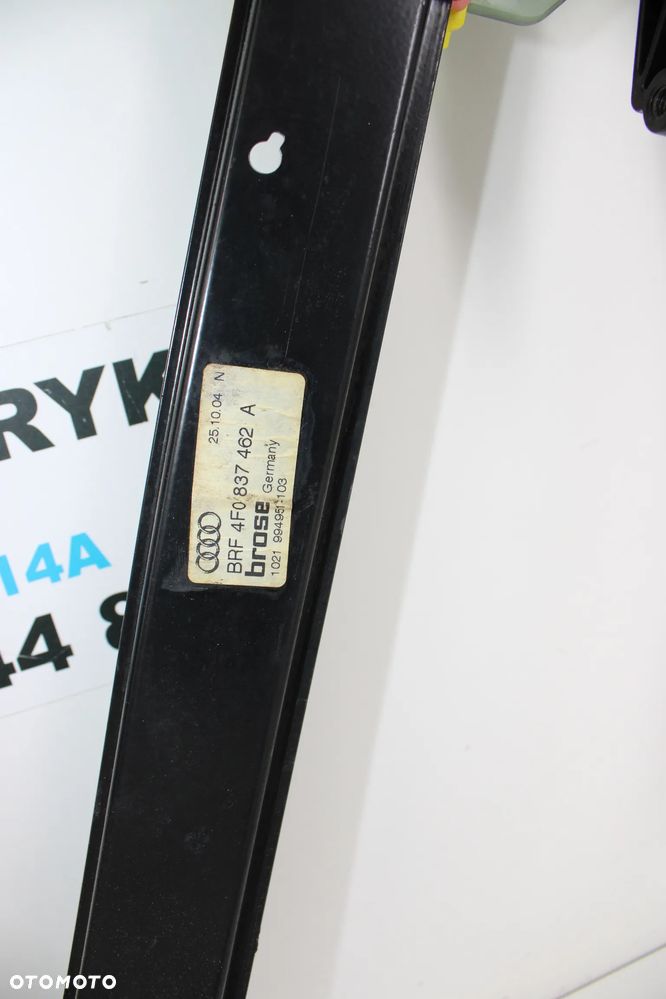 25.10.04 N
BRF 4F0 837 462 A
brose Germany
1021 994951-103
RYK
14A
44 8
OTOMOTO